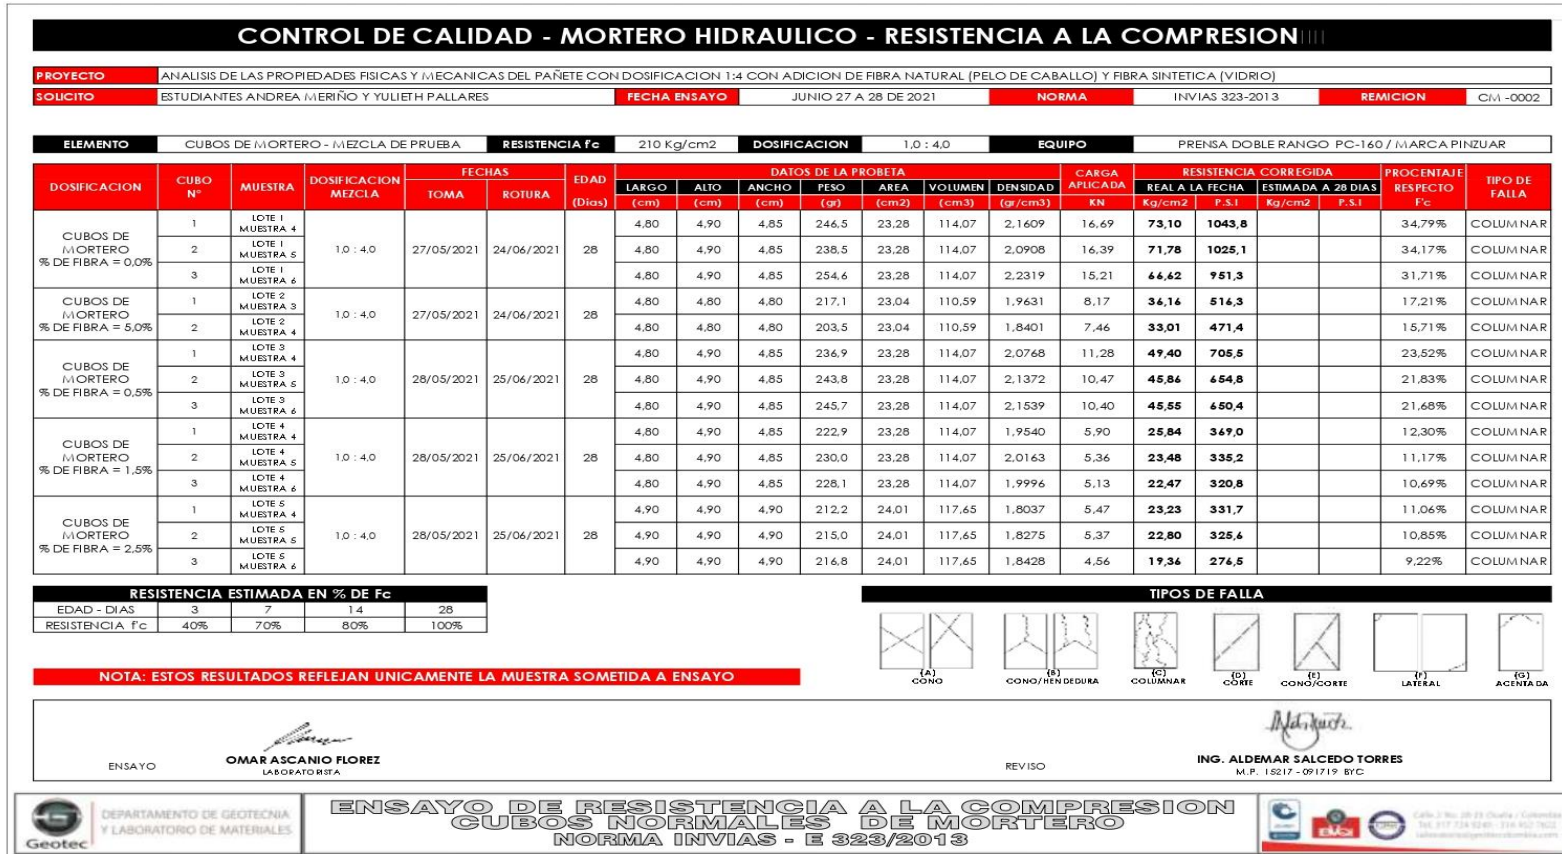 CONTROL DE CALIDAD - MORTERO HIDRAULICO - RESISTENCIA A LA COMPRESION
PROYECTO ANALISIS DE LAS PROPIEDADES FISICAS Y MECANICAS DEL PAÑETE CON DOSIFICACION 1:4 CON ADICION DE FIBRA NATURAL (PELO DE CABALLO) Y FIBRA SINTETICA (VIDRIO)
SOLICITO ESTUDIANTES ANDREA MERIÑO Y YULIETH PALLARES FECHA ENSAYO JUNIO 27 A 28 DE 2021 NORMA INVIAS 323-2013 REMICION CM -0002
ELEMENTO CUBOS DE MORTERO - MEZCLA DE PRUEBA RESISTENCIA f'c 210 Kg/cm2 DOSIFICACION 1,0 : 4,0 EQUIPO PRENSA DOBLE RANGO PC-160 / MARCA PINZUAR
DOSIFICACION CUBO N° MUESTRA DOSIFICACION MEZCLA FECHAS EDAD DATOS DE LA PROBETA CARGA APLICADA RESISTENCIA CORREGIDA PROCENTAJE RESPECTO F'c TIPO DE FALLA
TOMA ROTURA LARGO ALTO ANCHO PESO AREA VOLUMEN DENSIDAD REAL A LA FECHA ESTIMADA A 28 DIAS
(Dias) (cm) (cm) (cm) (gr) (cm2) (cm3) (gr/cm3) KN Kg/cm2 P.S.I Kg/cm2 P.S.I
CUBOS DE MORTERO % DE FIBRA = 0,0% 1,0 : 4,0 27/05/2021 24/06/2021 28
1 LOTE 1 MUESTRA 4 4,80 4,90 4,85 246,5 23,28 114,07 2,1609 16,69 73,10 1043,8 34,79% COLUMNAR
2 LOTE 1 MUESTRA 5 4,80 4,90 4,85 238,5 23,28 114,07 2,0908 16,39 71,78 1025,1 34,17% COLUMNAR
3 LOTE 1 MUESTRA 6 4,80 4,90 4,85 254,6 23,28 114,07 2,2319 15,21 66,62 951,3 31,71% COLUMNAR
CUBOS DE MORTERO % DE FIBRA = 5,0% 1,0 : 4,0 27/05/2021 24/06/2021 28
1 LOTE 2 MUESTRA 3 4,80 4,80 4,80 217,1 23,04 110,59 1,9631 8,17 36,16 516,3 17,21% COLUMNAR
2 LOTE 2 MUESTRA 4 4,80 4,80 4,80 203,5 23,04 110,59 1,8401 7,46 33,01 471,4 15,71% COLUMNAR
CUBOS DE MORTERO % DE FIBRA = 0,5% 1,0 : 4,0 28/05/2021 25/06/2021 28
1 LOTE 3 MUESTRA 4 4,80 4,90 4,85 236,9 23,28 114,07 2,0768 11,28 49,40 705,5 23,52% COLUMNAR
2 LOTE 3 MUESTRA 5 4,80 4,90 4,85 243,8 23,28 114,07 2,1372 10,47 45,86 654,8 21,83% COLUMNAR
3 LOTE 3 MUESTRA 6 4,80 4,90 4,85 245,7 23,28 114,07 2,1539 10,40 45,55 650,4 21,68% COLUMNAR
CUBOS DE MORTERO % DE FIBRA = 1,5% 1,0 : 4,0 28/05/2021 25/06/2021 28
1 LOTE 4 MUESTRA 4 4,80 4,90 4,85 222,9 23,28 114,07 1,9540 5,90 25,84 369,0 12,30% COLUMNAR
2 LOTE 4 MUESTRA 5 4,80 4,90 4,85 230,0 23,28 114,07 2,0163 5,36 23,48 335,2 11,17% COLUMNAR
3 LOTE 4 MUESTRA 6 4,80 4,90 4,85 228,1 23,28 114,07 1,9996 5,13 22,47 320,8 10,69% COLUMNAR
CUBOS DE MORTERO % DE FIBRA = 2,5% 1,0 : 4,0 28/05/2021 25/06/2021 28
1 LOTE 5 MUESTRA 4 4,90 4,90 4,90 212,2 24,01 117,65 1,8037 5,47 23,23 331,7 11,06% COLUMNAR
2 LOTE 5 MUESTRA 5 4,90 4,90 4,90 215,0 24,01 117,65 1,8275 5,37 22,80 325,6 10,85% COLUMNAR
3 LOTE 5 MUESTRA 6 4,90 4,90 4,90 216,8 24,01 117,65 1,8428 4,56 19,36 276,5 9,22% COLUMNAR
RESISTENCIA ESTIMADA EN % DE Fc
EDAD - DIAS 3 7 14 28
RESISTENCIA f'c 40% 70% 80% 100%
TIPOS DE FALLA
(A) CONO
(B) CONO/HENDEDURA
(C) COLUMNAR
(D) CORTE
(E) CONO/CORTE
(F) LATERAL
(G) ACENTADA
NOTA: ESTOS RESULTADOS REFLEJAN UNICAMENTE LA MUESTRA SOMETIDA A ENSAYO
ENSAYO OMAR ASCANIO FLOREZ
LABORATORISTA
REVISO ING. ALDEMAR SALCEDO TORRES
M.P. 15217 - 091719 BYC
Geotec
DEPARTAMENTO DE GEOTECNIA
Y LABORATORIO DE MATERIALES
ENSAYO DE RESISTENCIA A LA COMPRESION
CUBOS NORMALES DE MORTERO
NORMA INVIAS - E 323/2013